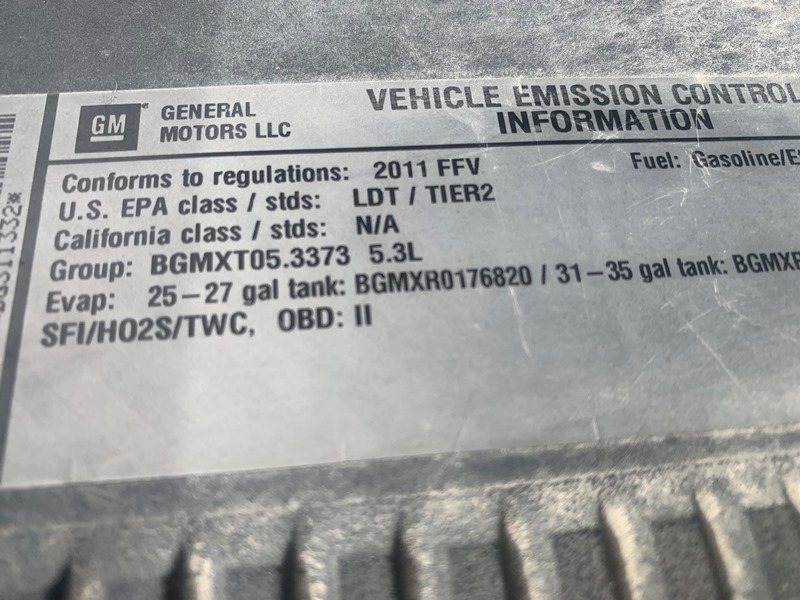 GM
GENERAL
MOTORS LLC
VEHICLE EMISSION CONTROL
INFORMATION
Conforms to regulations: 2011 FFV
Fuel: Gasoline/E
U.S. EPA class / stds: LDT / TIER2
California class / stds: N/A
Group: BGMXT05.3373 5.3L
Evap: 25-27 gal tank: BGMXR0176820 / 31-35 gal tank:
SFI/HO2S/TWC, OBD: II